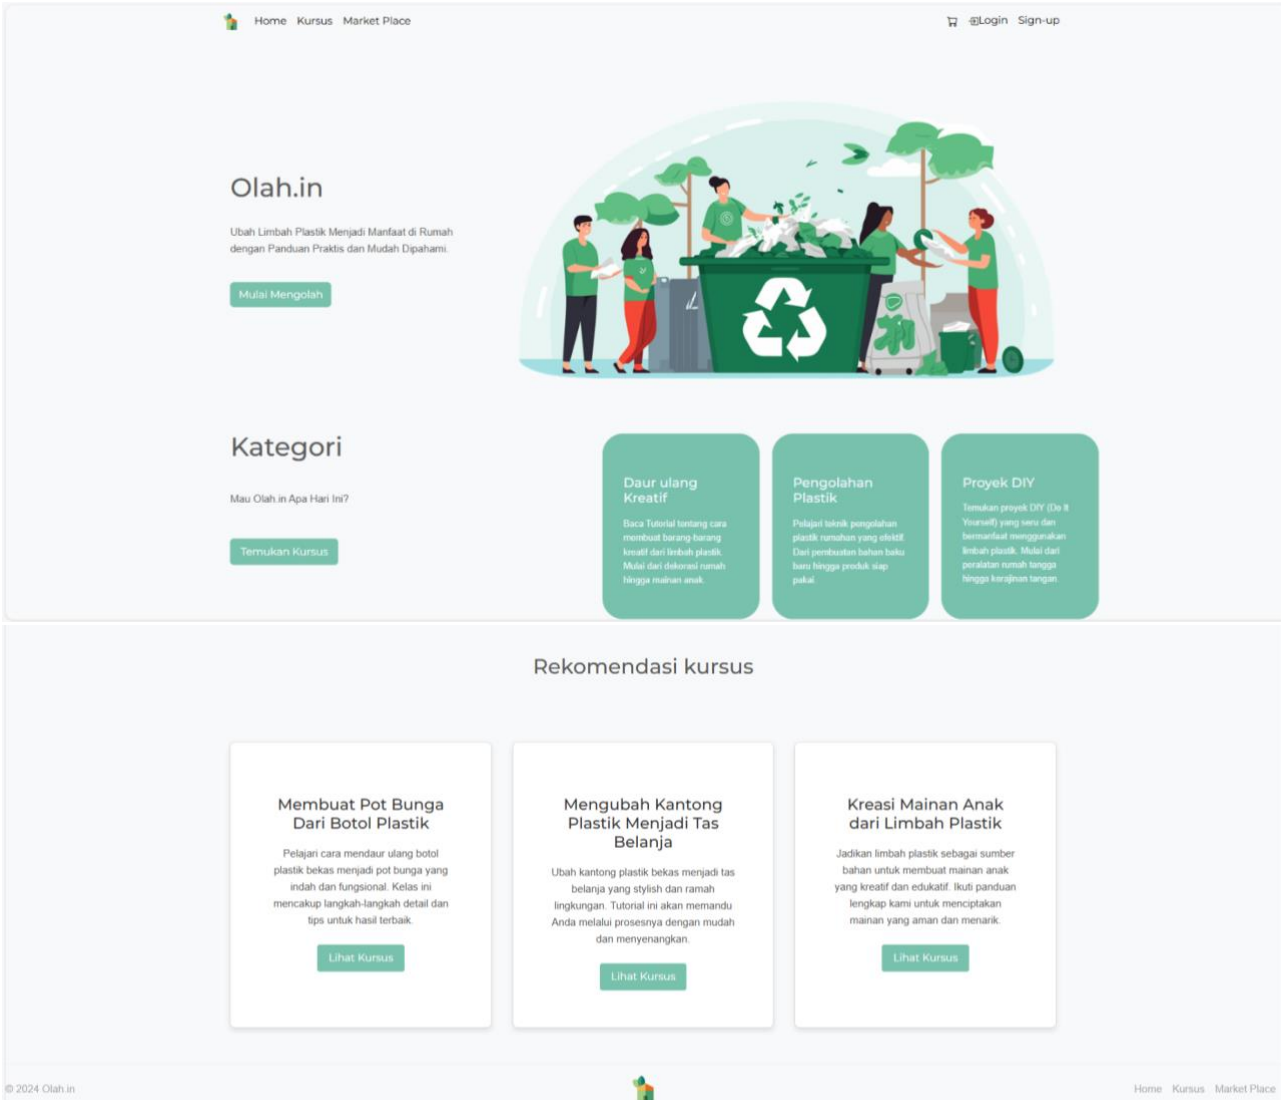 Home Kursus Market Place
Login Sign-up
Olah.in
Ubah Limbah Plastik Menjadi Manfaat di Rumah
dengan Panduan Praktis dan Mudah Dipahami.
Mulai Mengolah
Kategori
Mau Olah.in Apa Hari Ini?
Temukan Kursus
Daur ulang
Kreatif
Baca Tutorial tentang cara
membuat barang-barang
kreatif dari limbah plastik.
Mulai dari dekorasi rumah
hingga mainan anak.
Pengolahan
Plastik
Pelajari teknik pengolahan
plastik rumahan yang efektif.
Dari pembuatan bahan baku
baru hingga produk siap
pakai.
Proyek DIY
Temukan proyek DIY (Do It
Yourself) yang seru dan
bermanfaat menggunakan
limbah plastik. Mulai dari
peralatan rumah tangga
hingga kerajinan tangan.
Rekomendasi kursus
Membuat Pot Bunga
Dari Botol Plastik
Pelajari cara mendaur ulang botol
plastik bekas menjadi pot bunga yang
indah dan fungsional. Kelas ini
mencakup langkah-langkah detail dan
tips untuk hasil terbaik.
Lihat Kursus
Mengubah Kantong
Plastik Menjadi Tas
Belanja
Ubah kantong plastik bekas menjadi tas
belanja yang stylish dan ramah
lingkungan. Tutorial ini akan memandu
Anda melalui prosesnya dengan mudah
dan menyenangkan.
Lihat Kursus
Kreasi Mainan Anak
dari Limbah Plastik
Jadikan limbah plastik sebagai sumber
bahan untuk membuat mainan anak
yang kreatif dan edukatif. Ikuti panduan
lengkap kami untuk menciptakan
mainan yang aman dan menarik.
Lihat Kursus
© 2024 Olah.in
Home Kursus Market Place